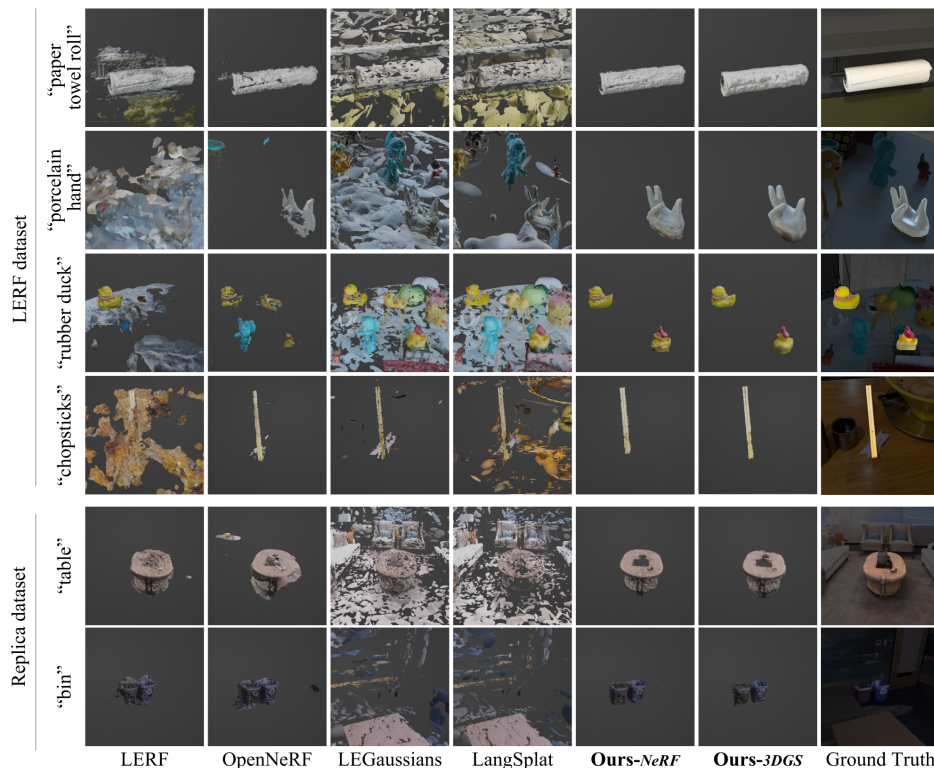 LERF dataset
“paper
towel roll”
“porcelain
hand”
“rubber duck”
“chopsticks”
Replica dataset
“table”
“bin”
LERF OpenNeRF LEGaussians LangSplat Ours-NeRF Ours-3DGS Ground Truth